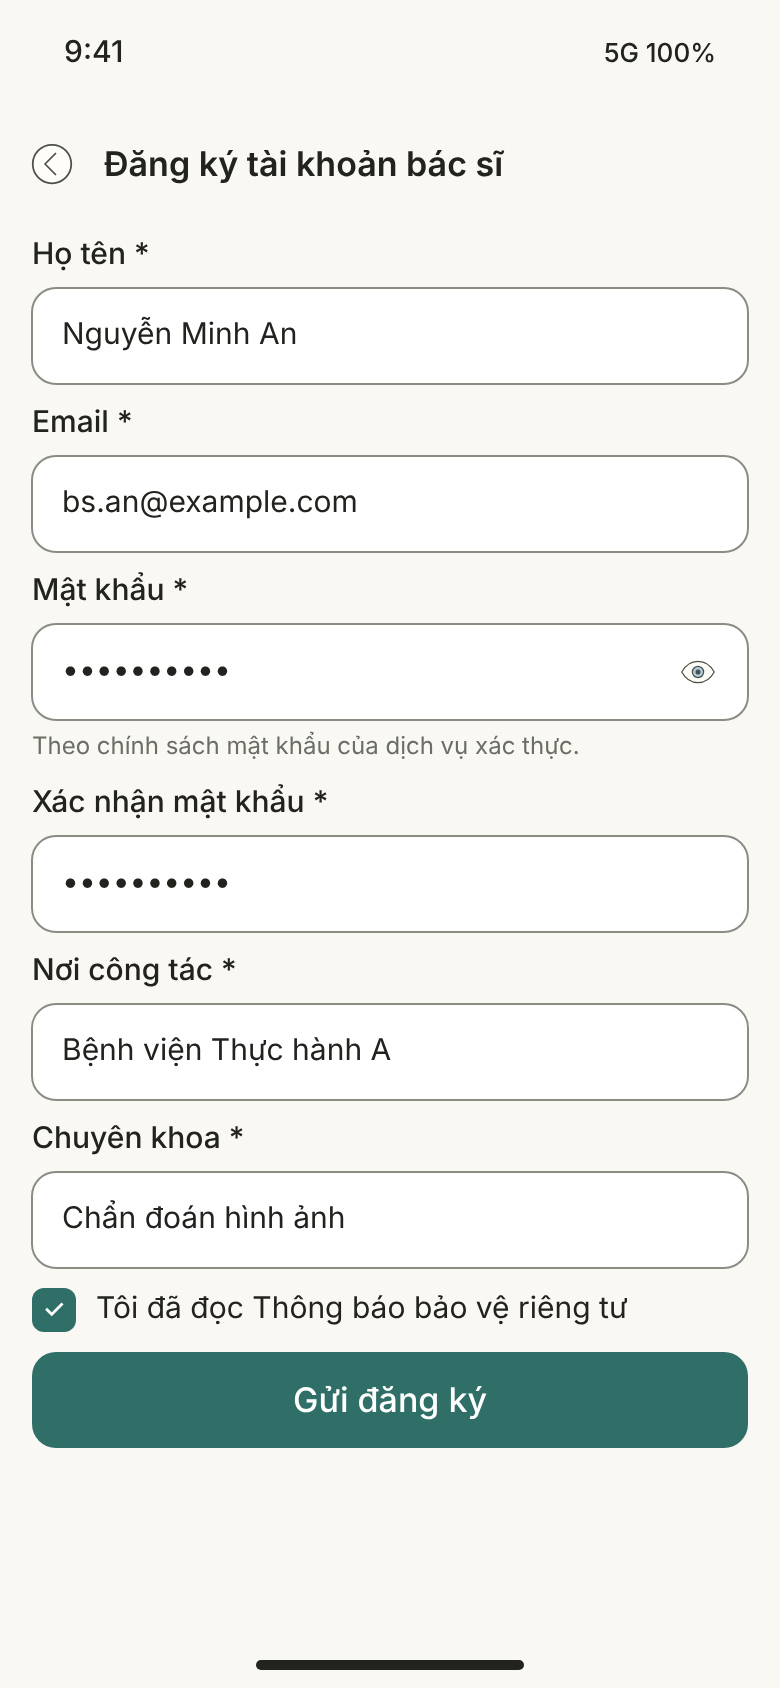 9:41
5G 100%
Đăng ký tài khoản bác sĩ
Họ tên *
Nguyễn Minh An
Email *
bs.an@example.com
Mật khẩu *
••••••••••
Theo chính sách mật khẩu của dịch vụ xác thực.
Xác nhận mật khẩu *
••••••••••
Nơi công tác *
Bệnh viện Thực hành A
Chuyên khoa *
Chẩn đoán hình ảnh
Tôi đã đọc Thông báo bảo vệ riêng tư
Gửi đăng ký